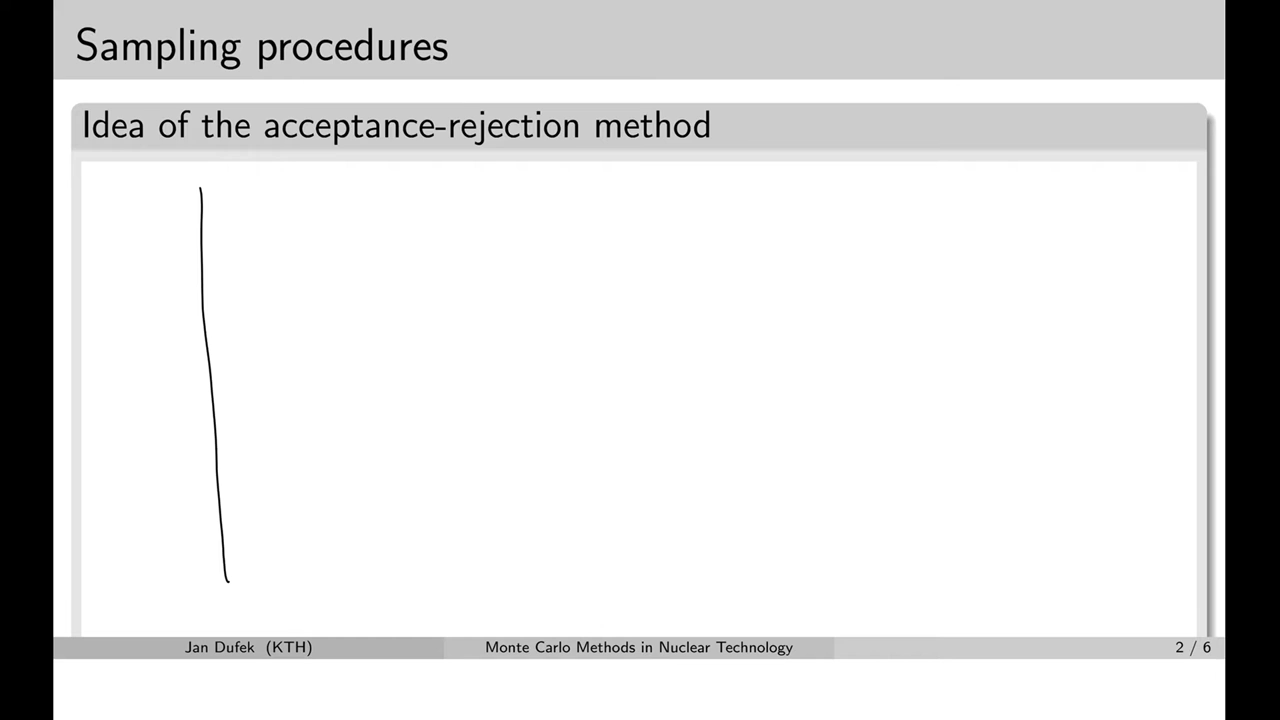 Sampling procedures
Idea of the acceptance-rejection method
Jan Dufek (KTH) Monte Carlo Methods in Nuclear Technology 2 / 6